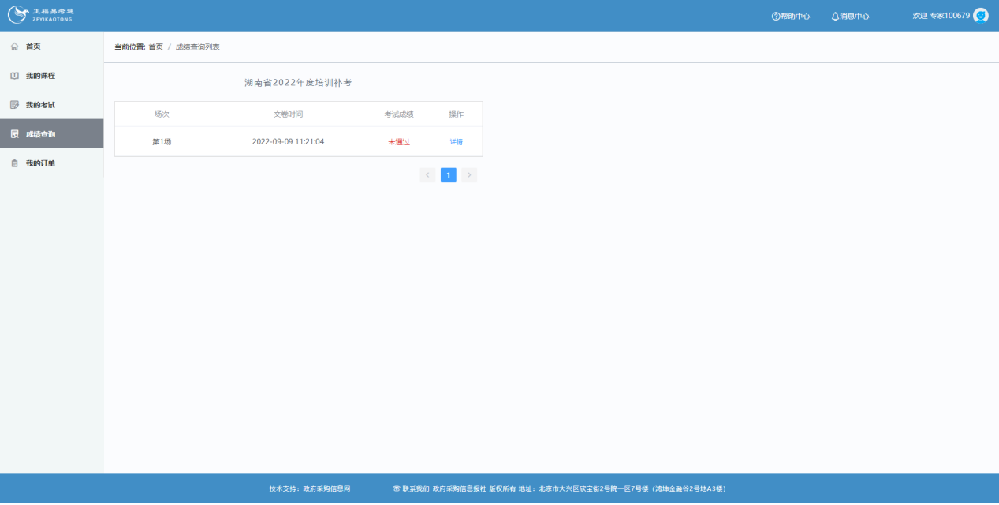 正福易考通
ZFYIKAOTONG
帮助中心 消息中心 欢迎 专家100679
首页
我的课程
我的考试
成绩查询
我的订单
当前位置: 首页 / 成绩查询列表
湖南省2022年度培训补考
场次 交卷时间 考试成绩 操作
第1场 2022-09-09 11:21:04 未通过 详情
< 1 >
技术支持：政府采购信息网 联系我们 政府采购信息报社 版权所有 地址：北京市大兴区欣宝街2号院一区7号楼（鸿坤金融谷2号地A3楼）